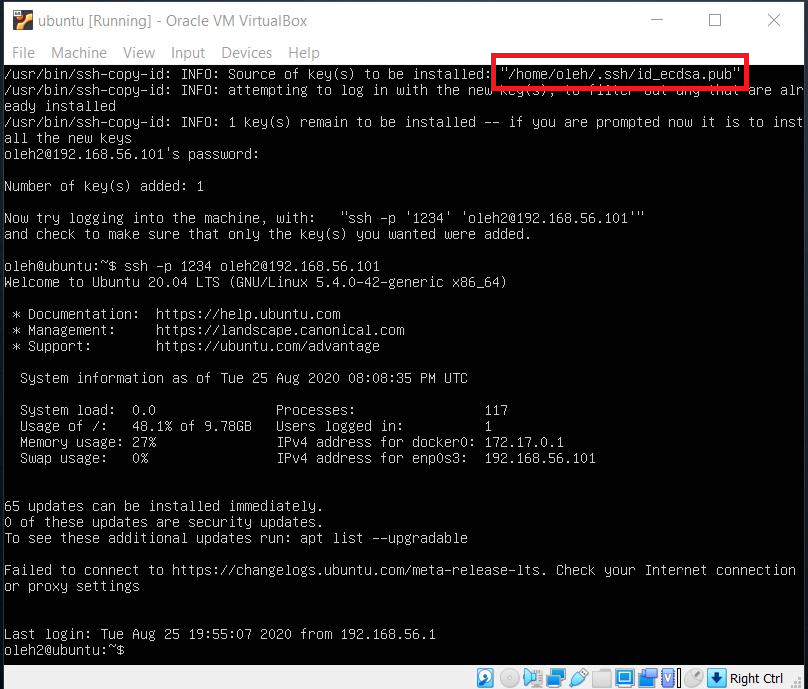 ubuntu [Running] - Oracle VM VirtualBox
File Machine View Input Devices Help
/usr/bin/ssh-copy-id: INFO: Source of key(s) to be installed: "/home/oleh/.ssh/id_ecdsa.pub"
/usr/bin/ssh-copy-id: INFO: attempting to log in with the new key(s), to filter out any that are alr
eady installed
/usr/bin/ssh-copy-id: INFO: 1 key(s) remain to be installed -- if you are prompted now it is to inst
all the new keys
oleh2@192.168.56.101's password:
Number of key(s) added: 1
Now try logging into the machine, with:   "ssh -p '1234' 'oleh2@192.168.56.101'"
and check to make sure that only the key(s) you wanted were added.
oleh@ubuntu:~$ ssh -p 1234 oleh2@192.168.56.101
Welcome to Ubuntu 20.04 LTS (GNU/Linux 5.4.0-42-generic x86_64)
* Documentation:  https://help.ubuntu.com
* Management:     https://landscape.canonical.com
* Support:        https://ubuntu.com/advantage
System information as of Tue 25 Aug 2020 08:08:35 PM UTC
System load:  0.0                Processes:                117
Usage of /:   48.1% of 9.78GB   Users logged in:          1
Memory usage: 27%                IPv4 address for docker0: 172.17.0.1
Swap usage:   0%                 IPv4 address for enp0s3:  192.168.56.101
65 updates can be installed immediately.
0 of these updates are security updates.
To see these additional updates run: apt list --upgradable
Failed to connect to https://changelogs.ubuntu.com/meta-release-lts. Check your Internet connection
or proxy settings
Last login: Tue Aug 25 19:55:07 2020 from 192.168.56.1
oleh2@ubuntu:~$
Right Ctrl